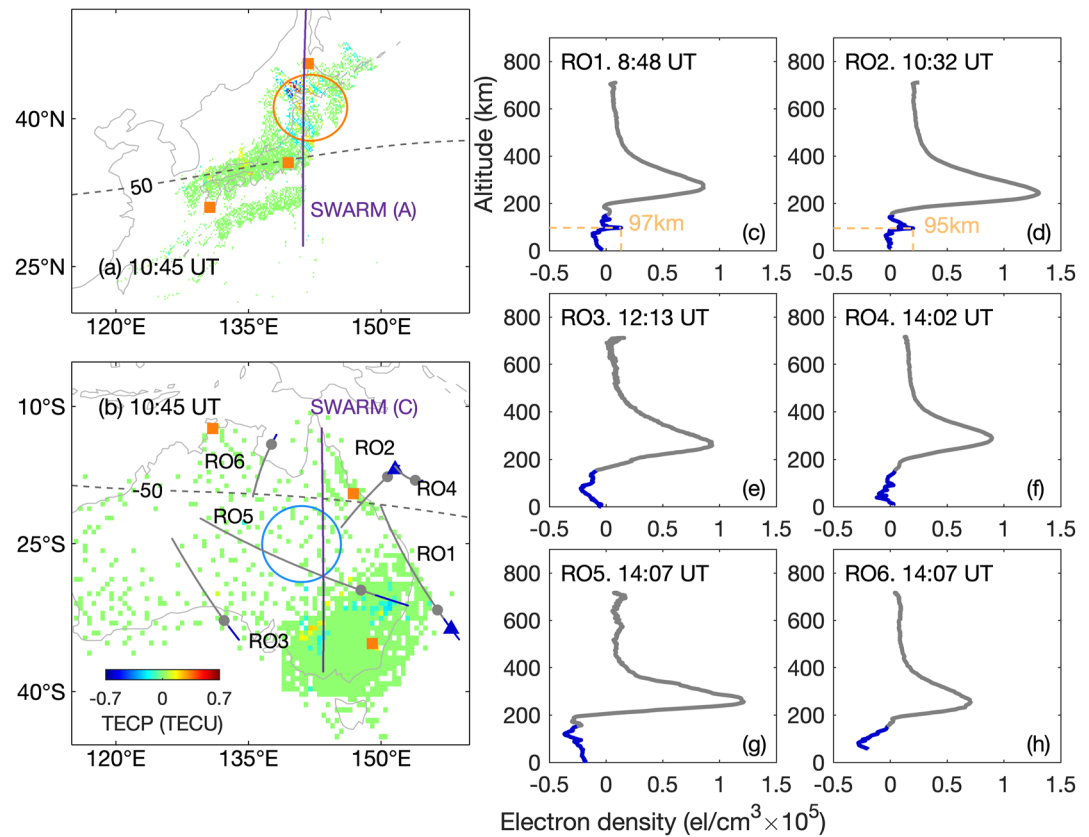 40°N
25°N
120°E
135°E
150°E
50
SWARM (A)
(a) 10:45 UT
10°S
25°S
40°S
120°E
135°E
150°E
(b) 10:45 UT
SWARM (C)
RO2
RO6
RO4
-50
RO5
RO1
RO3
-0.7 0 0.7
TECP (TECU)
RO1. 8:48 UT
800
600
400
200
0
Altitude (km)
97km
(c)
-0.5 0 0.5 1 1.5
RO2. 10:32 UT
800
600
400
200
0
95km
(d)
-0.5 0 0.5 1 1.5
RO3. 12:13 UT
800
600
400
200
0
(e)
-0.5 0 0.5 1 1.5
RO4. 14:02 UT
800
600
400
200
0
(f)
-0.5 0 0.5 1 1.5
RO5. 14:07 UT
800
600
400
200
0
(g)
-0.5 0 0.5 1 1.5
RO6. 14:07 UT
800
600
400
200
0
(h)
-0.5 0 0.5 1 1.5
Electron density (el/cm³×10⁵)